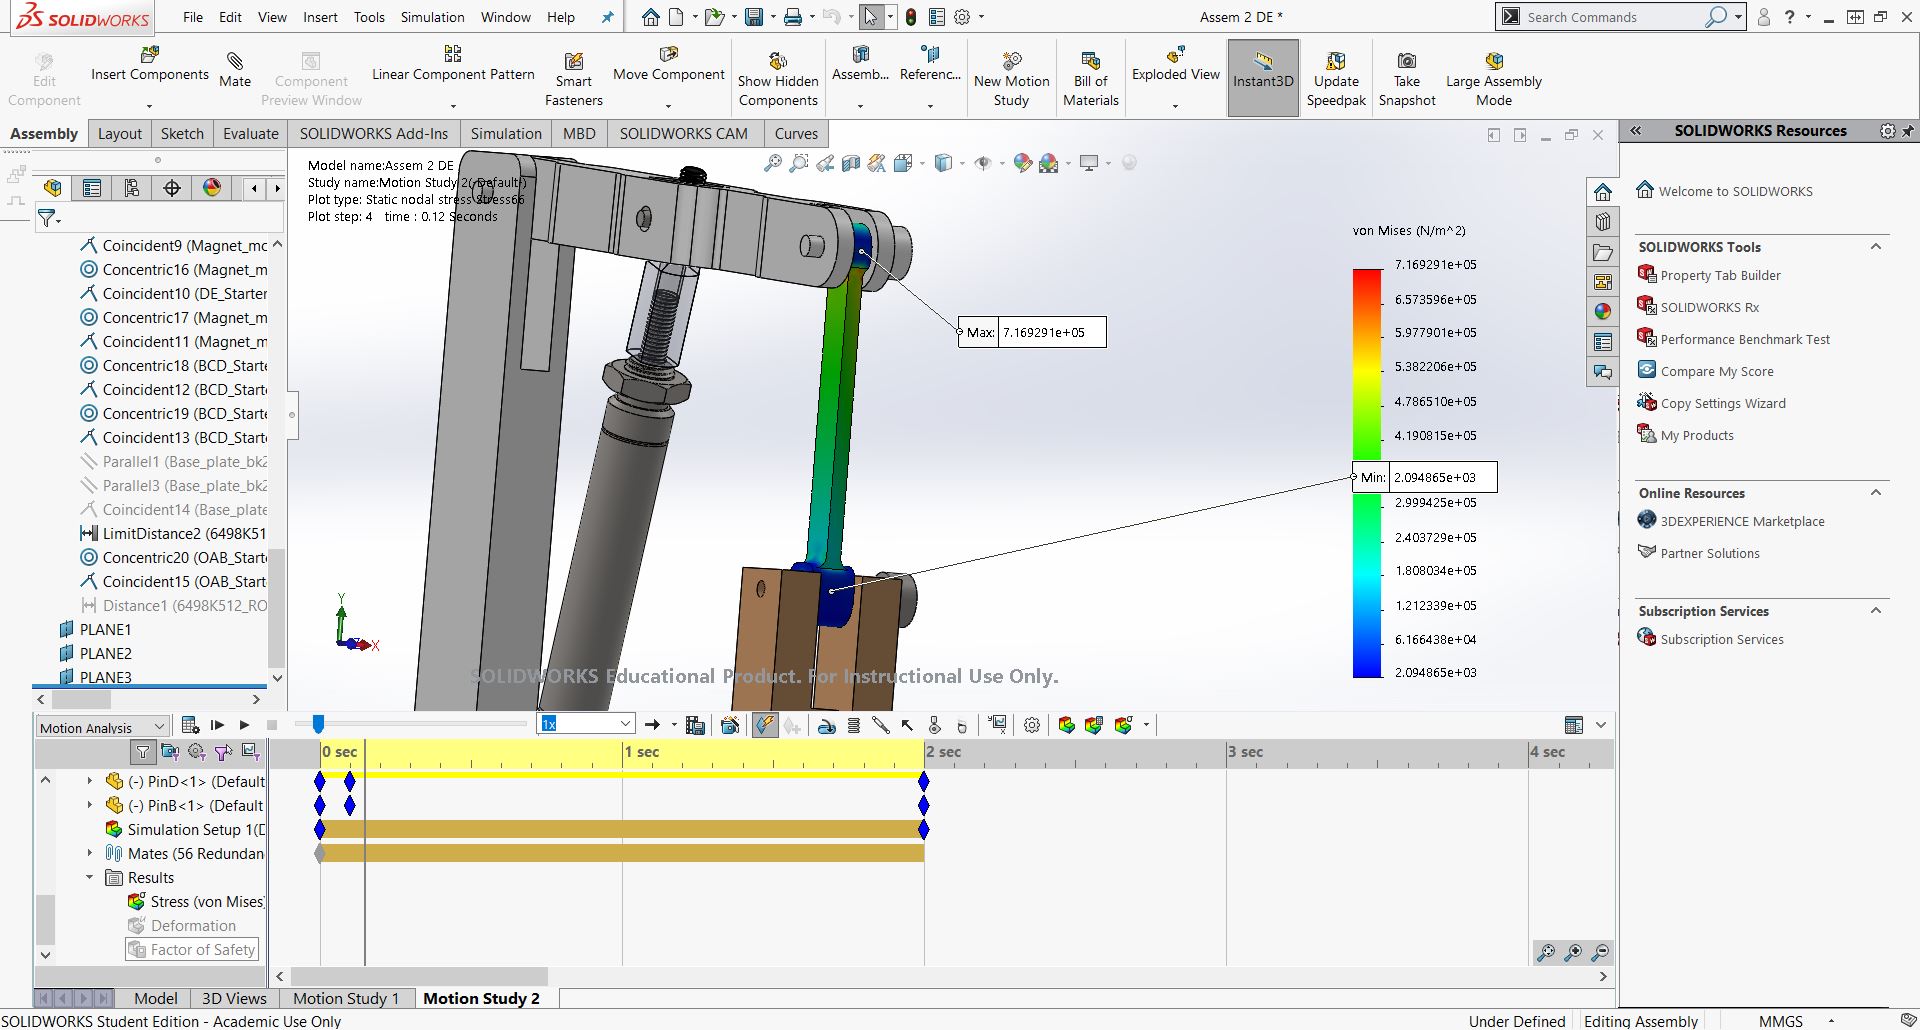 SOLIDWORKS
File Edit View Insert Tools Simulation Window Help
Assem 2 DE *
Search Commands
Edit Component
Insert Components
Mate
Component Preview Window
Linear Component Pattern
Smart Fasteners
Move Component
Show Hidden Components
Assemb...
Referenc...
New Motion Study
Bill of Materials
Exploded View
Instant3D
Update Speedpak
Take Snapshot
Large Assembly Mode
Assembly Layout Sketch Evaluate SOLIDWORKS Add-Ins Simulation MBD SOLIDWORKS CAM Curves
Coincident9 (Magnet_mc
Concentric16 (Magnet_m
Coincident10 (DE_Starter
Concentric17 (Magnet_m
Coincident11 (Magnet_m
Concentric18 (BCD_Starte
Coincident12 (BCD_Starte
Concentric19 (BCD_Starte
Coincident13 (BCD_Starte
Parallel1 (Base_plate_bk2
Parallel3 (Base_plate_bk2
Coincident14 (Base_plate
LimitDistance2 (6498K51
Concentric20 (OAB_Starte
Coincident15 (OAB_Starte
Distance1 (6498K512_RO
PLANE1
PLANE2
PLANE3
Model name:Assem 2 DE
Study name:Motion Study 2(-Default-)
Plot type: Static nodal stress Stress66
Plot step: 4 time : 0.12 Seconds
Max: 7.169291e+05
von Mises (N/m^2)
7.169291e+05
6.573596e+05
5.977901e+05
5.382206e+05
4.786510e+05
4.190815e+05
Min: 2.094865e+03
2.999425e+05
2.403729e+05
1.808034e+05
1.212339e+05
6.166438e+04
2.094865e+03
Y
X
SOLIDWORKS Educational Product. For Instructional Use Only.
SOLIDWORKS Resources
Welcome to SOLIDWORKS
SOLIDWORKS Tools
Property Tab Builder
SOLIDWORKS Rx
Performance Benchmark Test
Compare My Score
Copy Settings Wizard
My Products
Online Resources
3DEXPERIENCE Marketplace
Partner Solutions
Subscription Services
Subscription Services
Motion Analysis
1x
0 sec 1 sec 2 sec 3 sec 4 sec
(-) PinD<1> (Default
(-) PinB<1> (Default
Simulation Setup 1(D
Mates (56 Redundan
Results
Stress (von Mises)
Deformation
Factor of Safety
Model 3D Views Motion Study 1 Motion Study 2
SOLIDWORKS Student Edition - Academic Use Only
Under Defined Editing Assembly MMGS